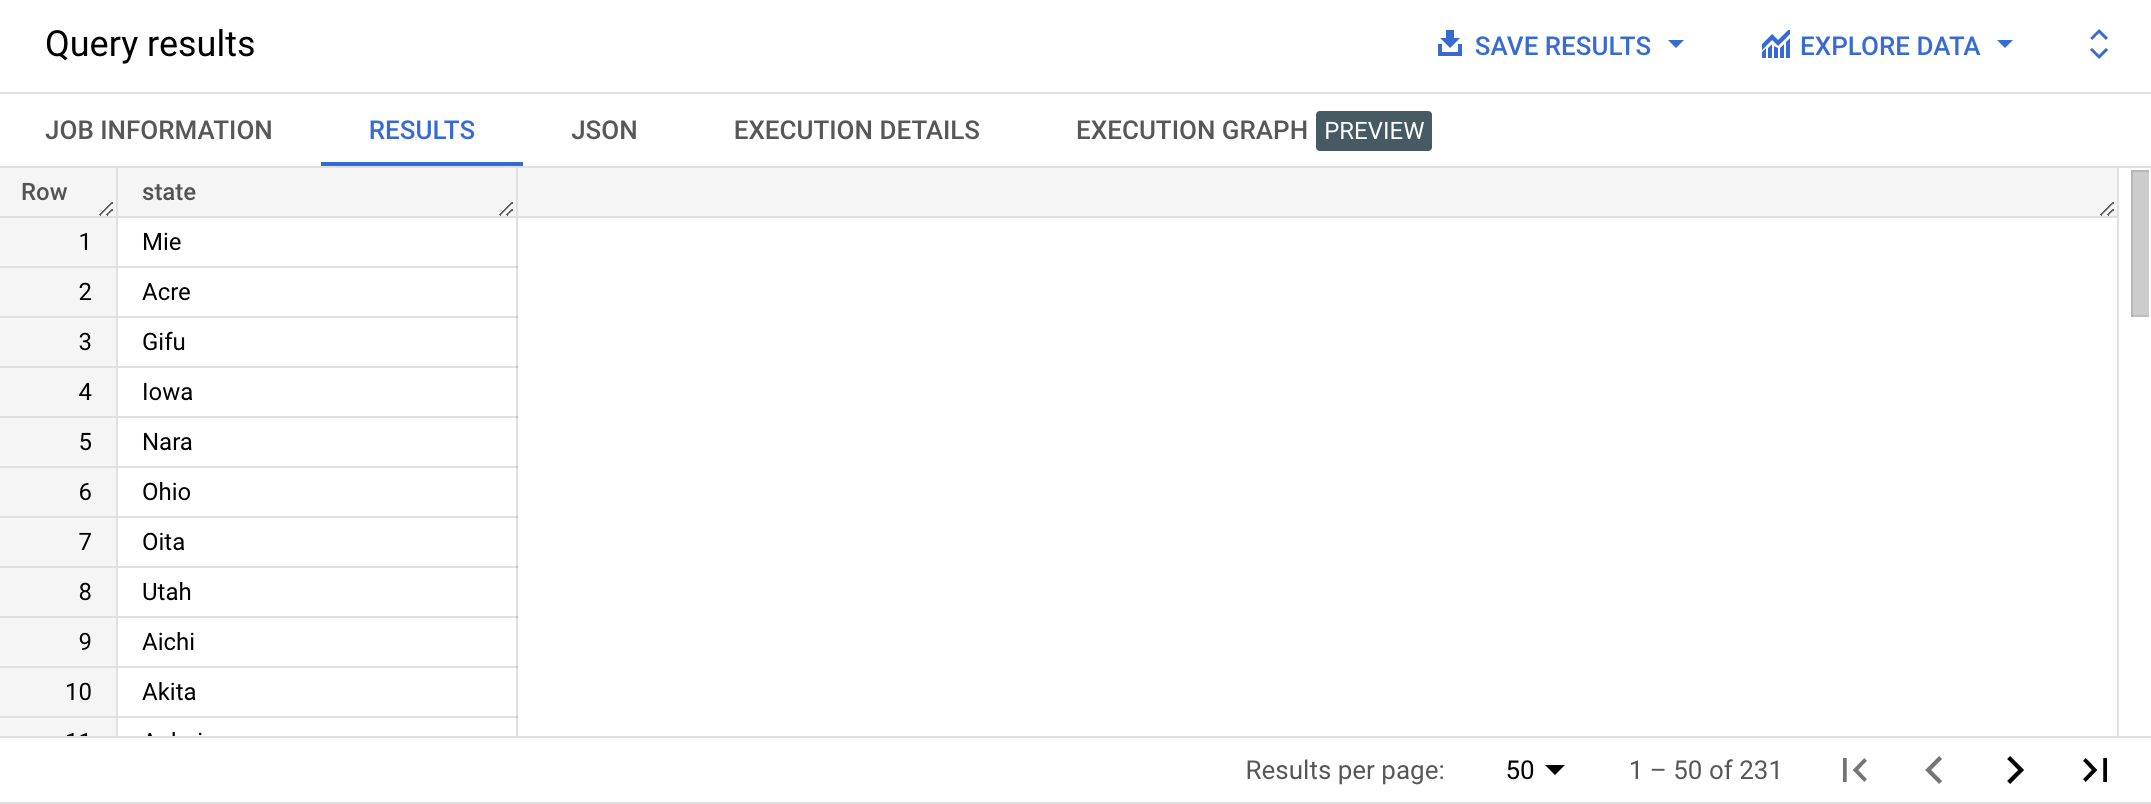 Query results
SAVE RESULTS
EXPLORE DATA
JOB INFORMATION RESULTS JSON EXECUTION DETAILS EXECUTION GRAPH PREVIEW
Row state
1 Mie
2 Acre
3 Gifu
4 Iowa
5 Nara
6 Ohio
7 Oita
8 Utah
9 Aichi
10 Akita
Results per page: 50 1 – 50 of 231